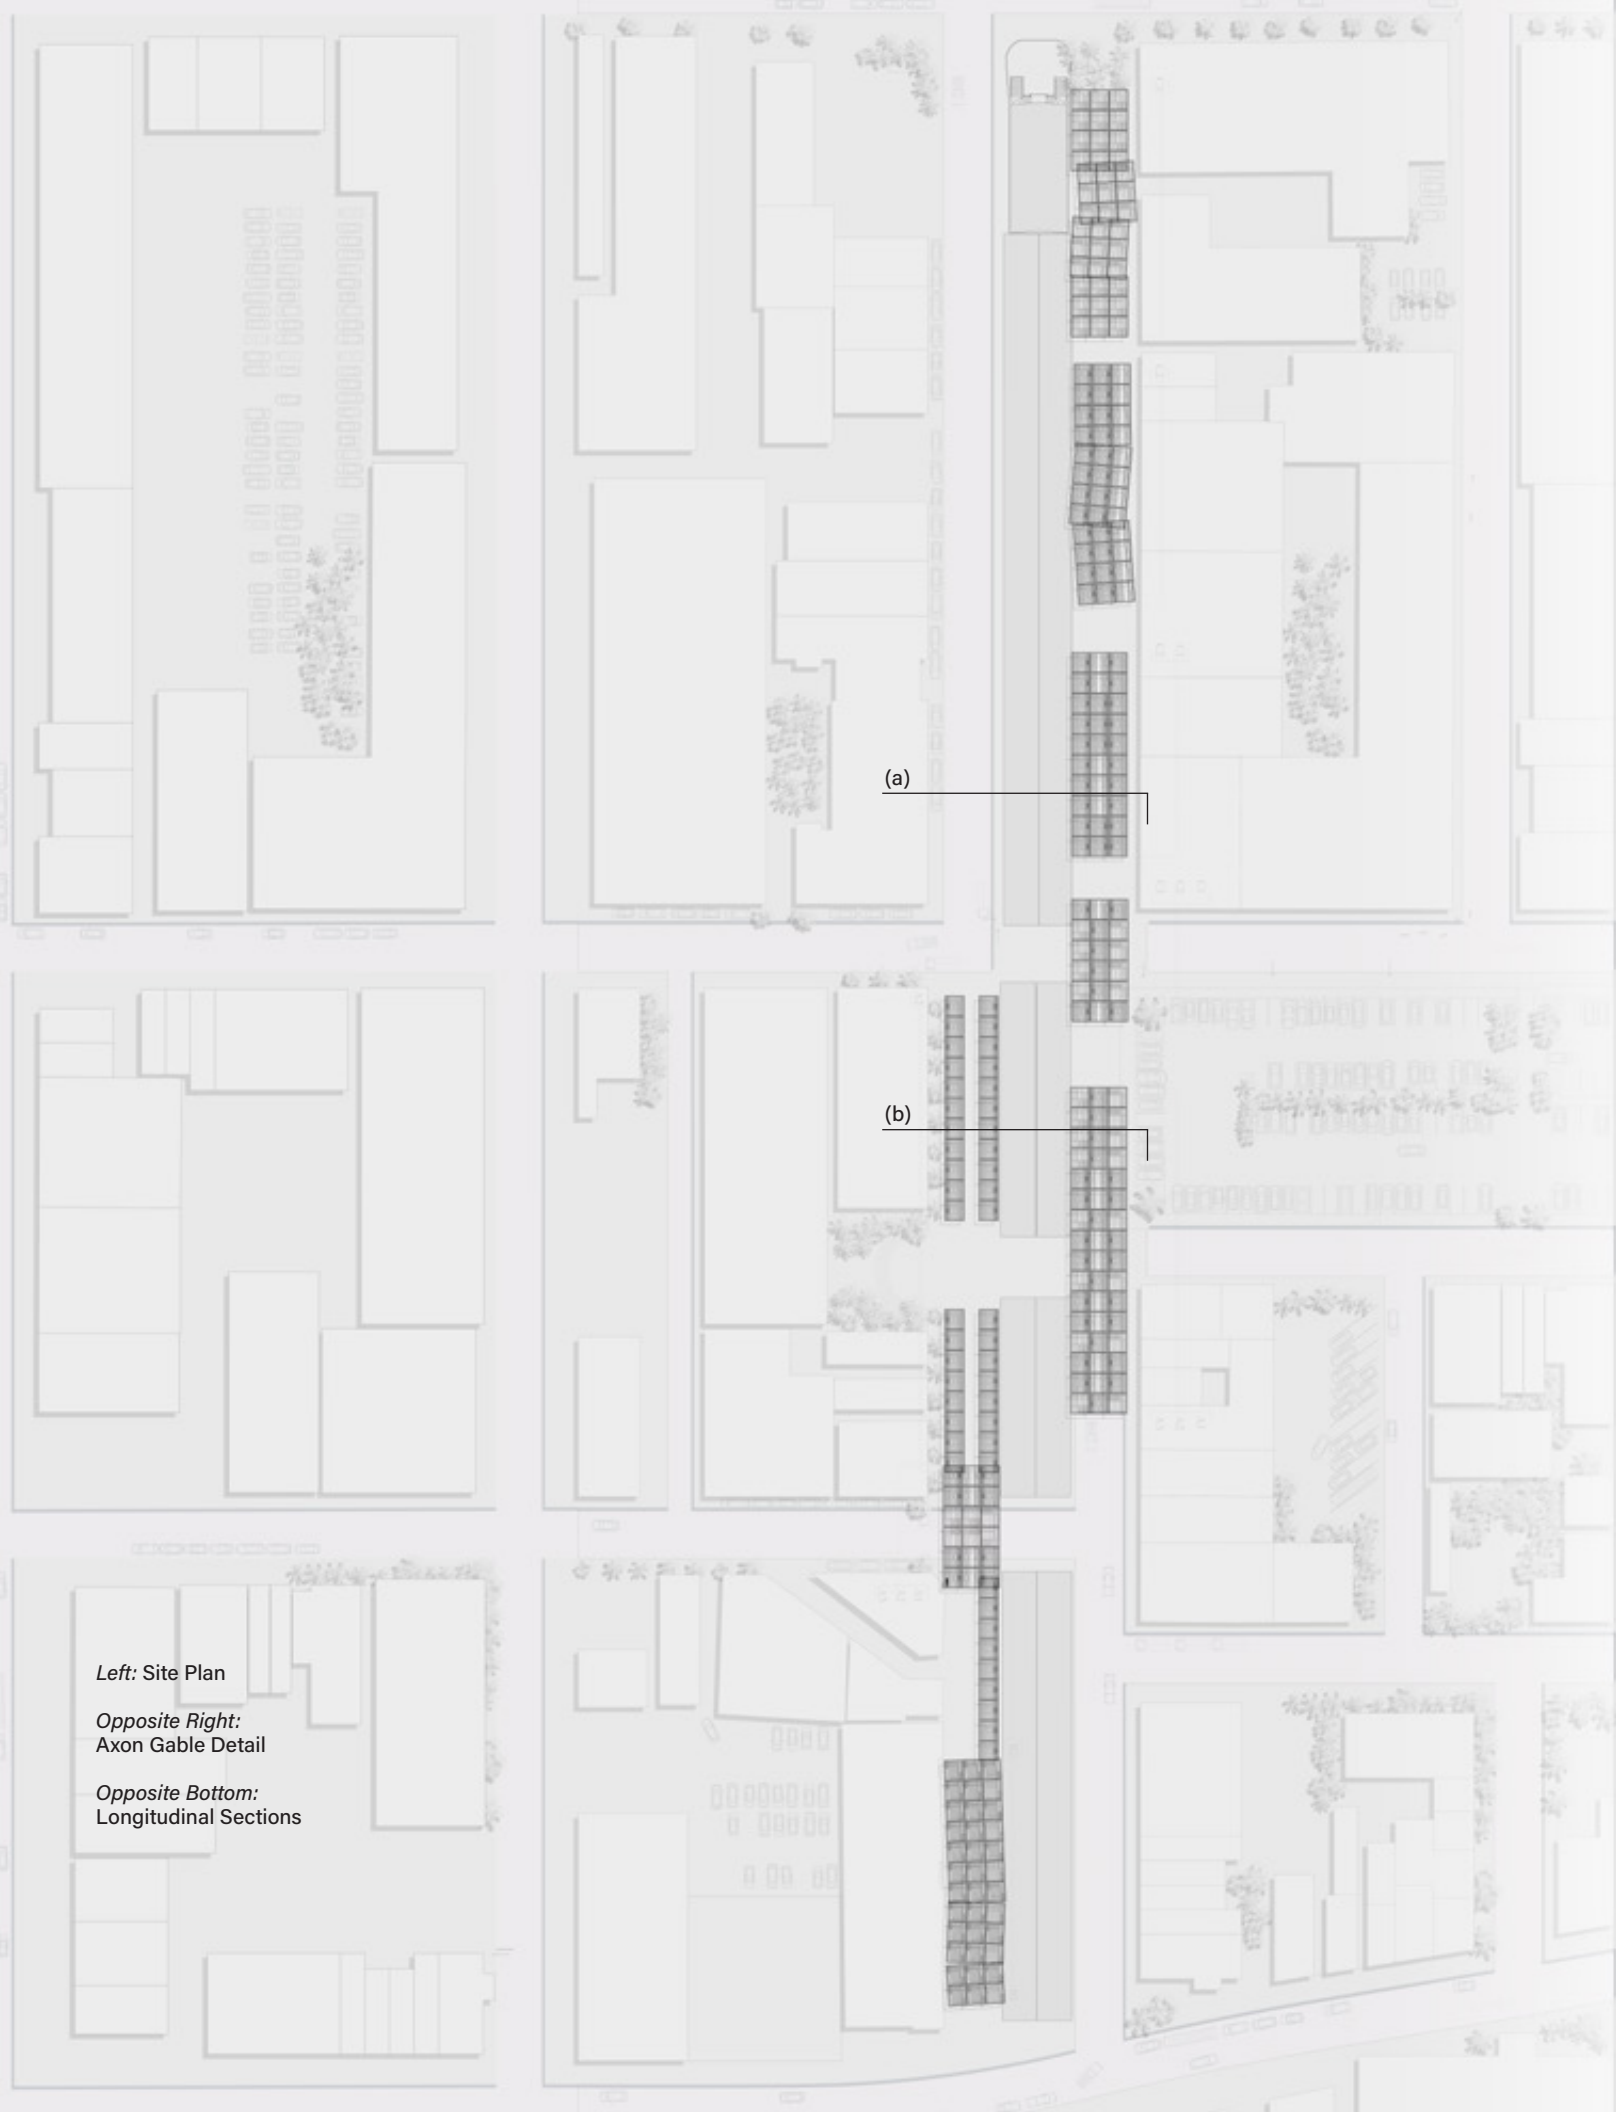 (a)
(b)
Left: Site Plan
Opposite Right:
Axon Gable Detail
Opposite Bottom:
Longitudinal Sections